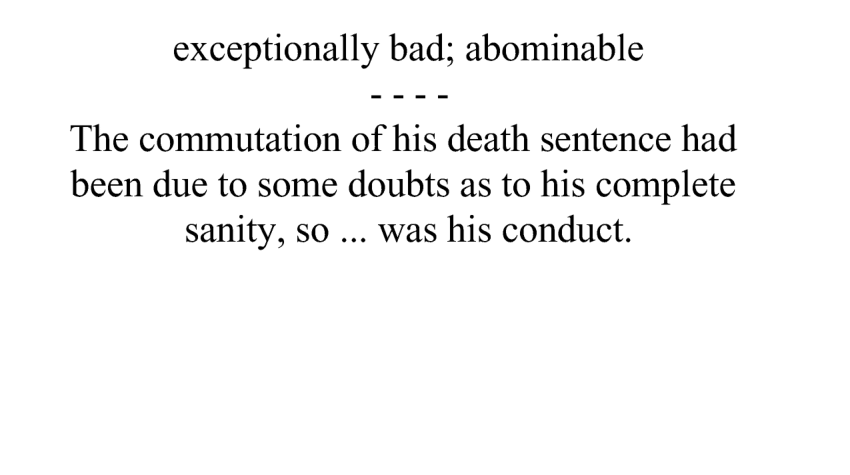 exceptionally bad; abominable
- - - -
The commutation of his death sentence had
been due to some doubts as to his complete
sanity, so ... was his conduct.